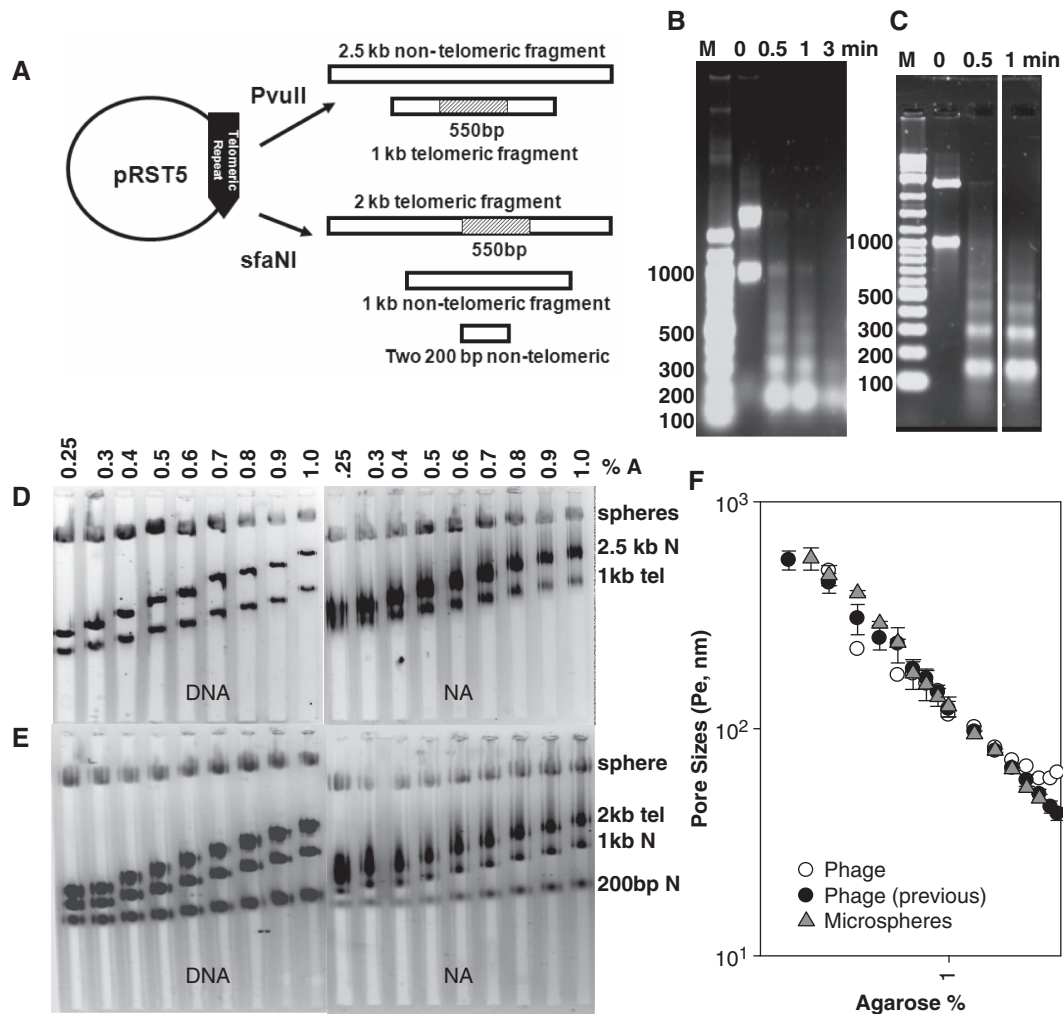 A
pRST5
Telomeric
Repeat
PvuII
sfaNI
2.5 kb non-telomeric fragment
550bp
1 kb telomeric fragment
2 kb telomeric fragment
550bp
1 kb non-telomeric fragment
Two 200 bp non-telomeric
B
M 0 0.5 1 3 min
1000
500
300
200
100
C
M 0 0.5 1 min
1000
500
300
200
100
0.25 0.3 0.4 0.5 0.6 0.7 0.8 0.9 1.0
.25 0.3 0.4 0.5 0.6 0.7 0.8 0.9 1.0 % A
D
spheres
2.5 kb N
1kb tel
DNA
NA
E
sphere
2kb tel
1kb N
200bp N
DNA
NA
F
10³
10²
10¹
Pore Sizes (Pe, nm)
Phage
Phage (previous)
Microspheres
1
Agarose %